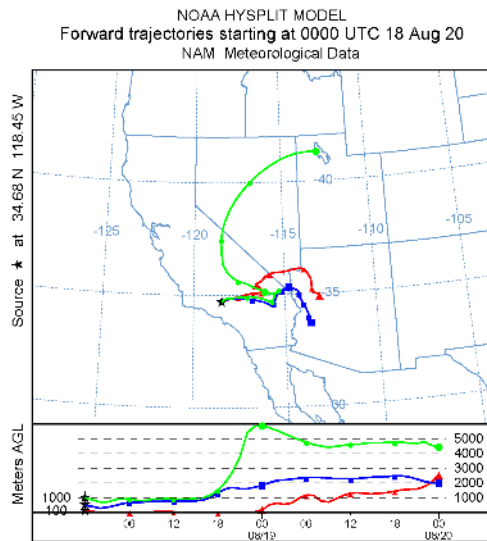 NOAA HYSPLIT MODEL
Forward trajectories starting at 0000 UTC 18 Aug 20
NAM Meteorological Data
Source ★ at 34.68 N 118.45 W
-40
-125
-120
-115
-110
-105
-35
-30
Meters AGL
1000
100
5000
4000
3000
2000
1000
06 12 18 00 06 12 18 00
08/19 08/20